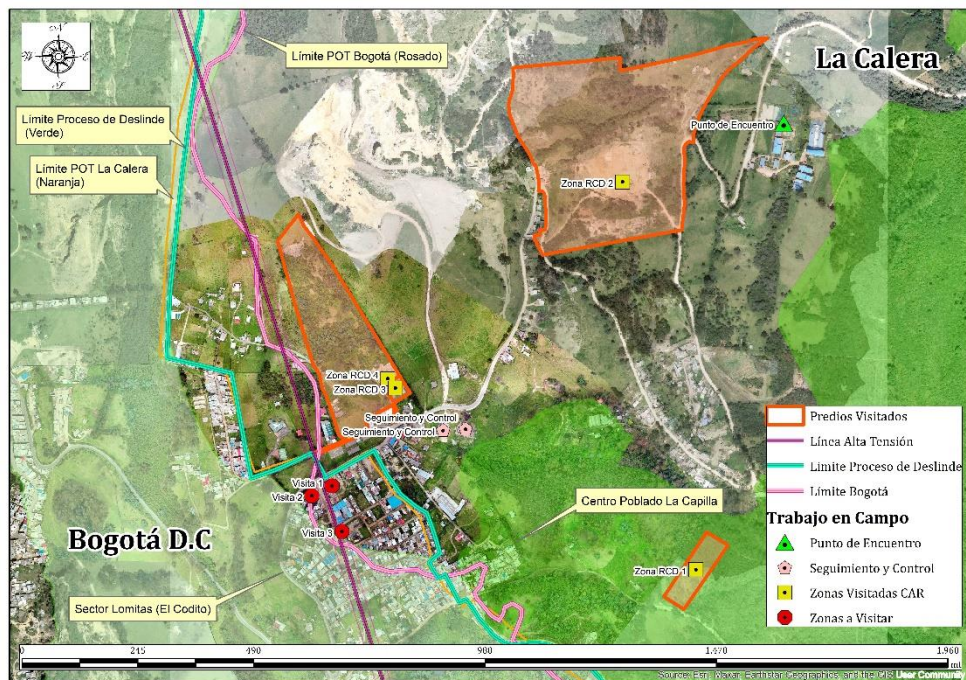 Límite POT Bogotá (Rosado)
La Calera
Límite Proceso de Deslinde
(Verde)
Límite POT La Calera
(Naranja)
Punto de Encuentro
Zona RCD 2
Zona RCD 4
Zona RCD 3
Seguimiento y Control
Seguimiento y Control
Visita 1
Visita 2
Visita 3
Bogotá D.C
Centro Poblado La Capilla
Zona RCD 1
Sector Lomitas (El Codito)
Predios Visitados
Línea Alta Tensión
Limite Proceso de Deslinde
Límite Bogotá
Trabajo en Campo
Punto de Encuentro
Seguimiento y Control
Zonas Visitadas CAR
Zonas a Visitar
0 215 490 980 1.470 1.960
Source: Esri, Maxar, Earthstar Geographics, and the GIS User Community